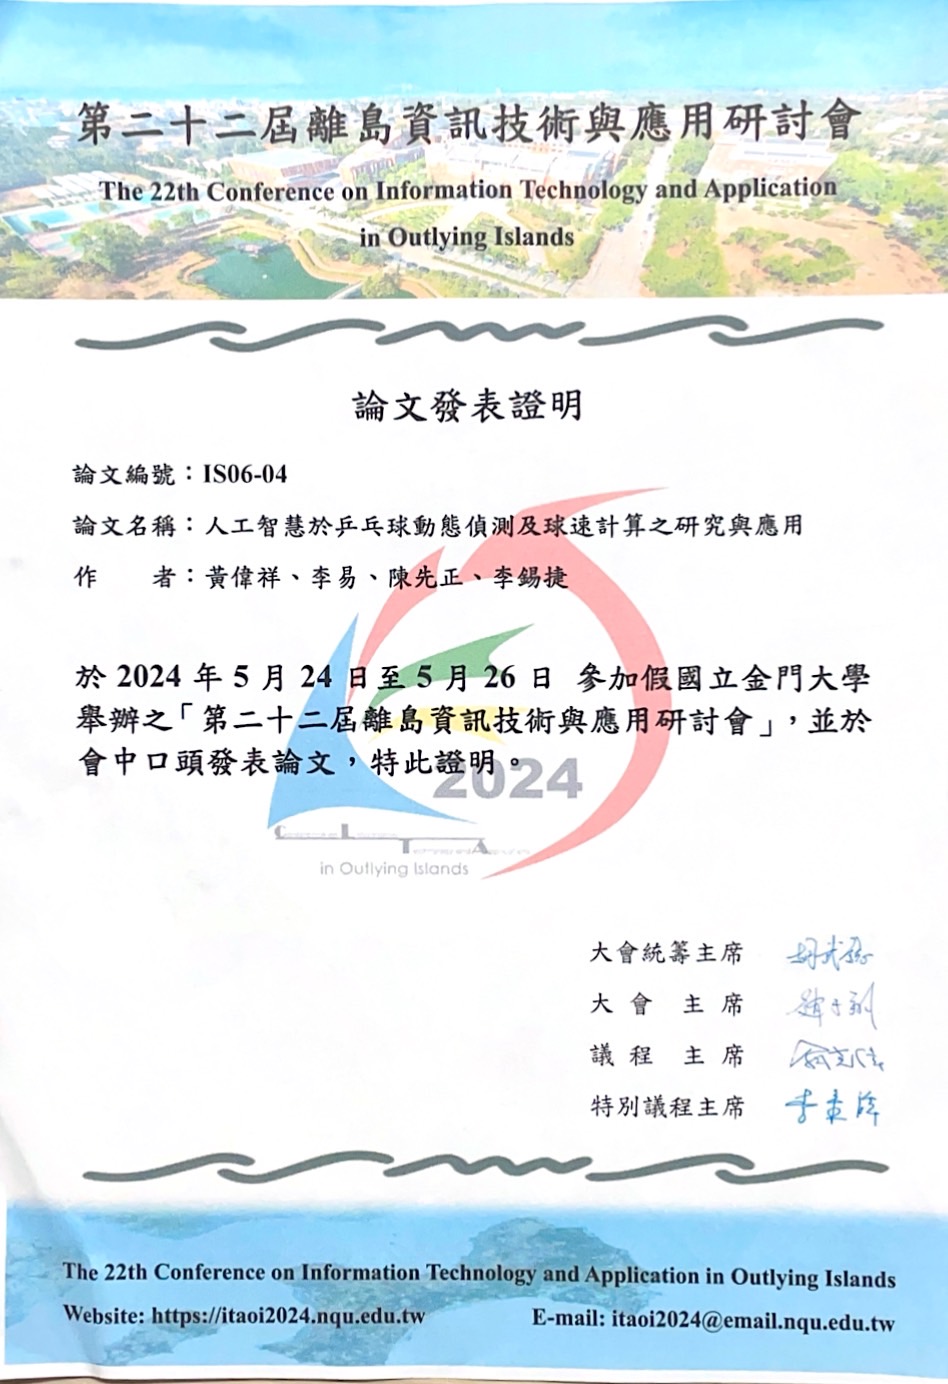 第二十二屆離島資訊技術與應用研討會
The 22th Conference on Information Technology and Application
in Outlying Islands
論文發表證明
論文編號：IS06-04
論文名稱：人工智慧於乒乓球動態偵測及球速計算之研究與應用
作　　者：黃偉祥、李易、陳先正、李錫捷
於 2024 年 5 月 24 日至 5 月 26 日 參加假國立金門大學
舉辦之「第二十二屆離島資訊技術與應用研討會」，並於
會中口頭發表論文，特此證明。
2024
in Outlying Islands
大會統籌主席
大 會 主 席
議 程 主 席
特別議程主席
The 22th Conference on Information Technology and Application in Outlying Islands
Website: https://itaoi2024.nqu.edu.tw E-mail: itaoi2024@email.nqu.edu.tw